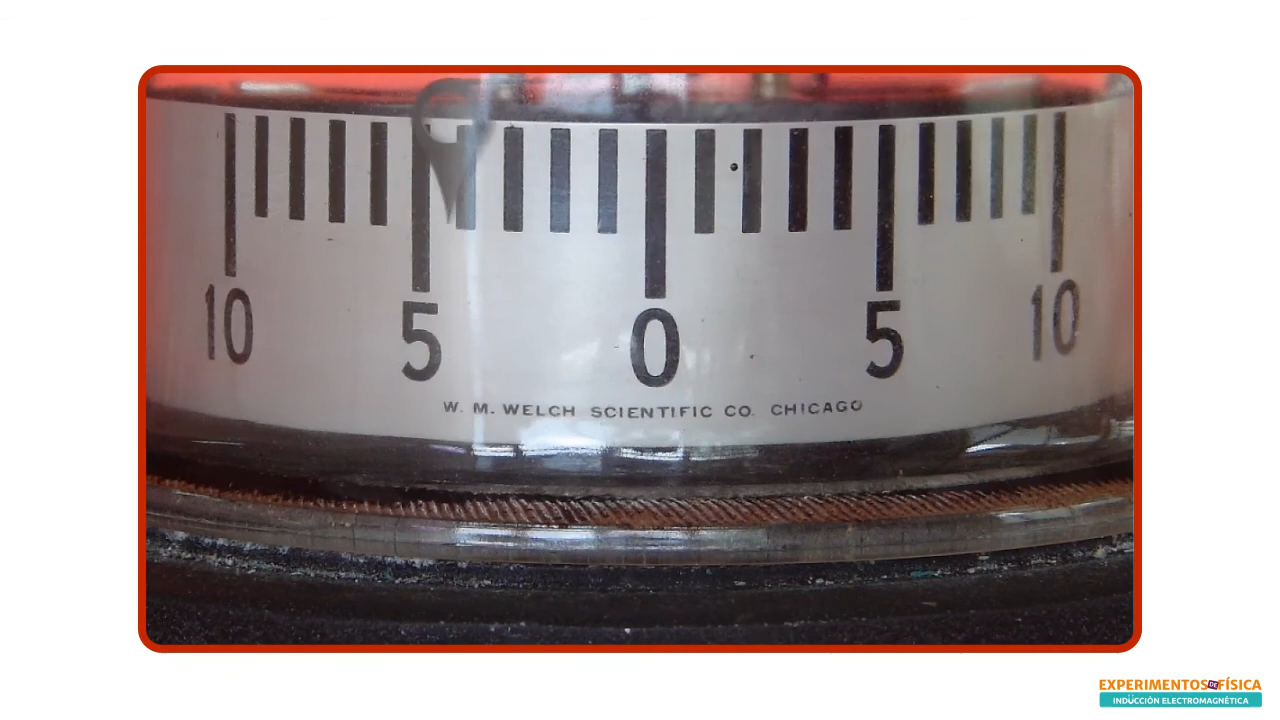 10 5 0 5 10
W. M. WELCH SCIENTIFIC CO. CHICAGO
EXPERIMENTOS DE FÍSICA
INDUCCIÓN ELECTROMAGNÉTICA